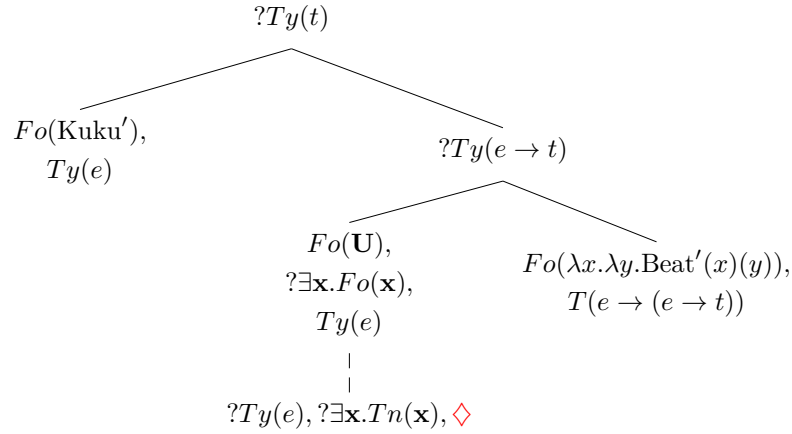 ?Ty(t)
Fo(Kuku′),
Ty(e)
?Ty(e → t)
Fo(U),
?∃x.Fo(x),
Ty(e)
Fo(λx.λy.Beat′(x)(y)),
T(e → (e → t))
?Ty(e), ?∃x.Tn(x), ♢